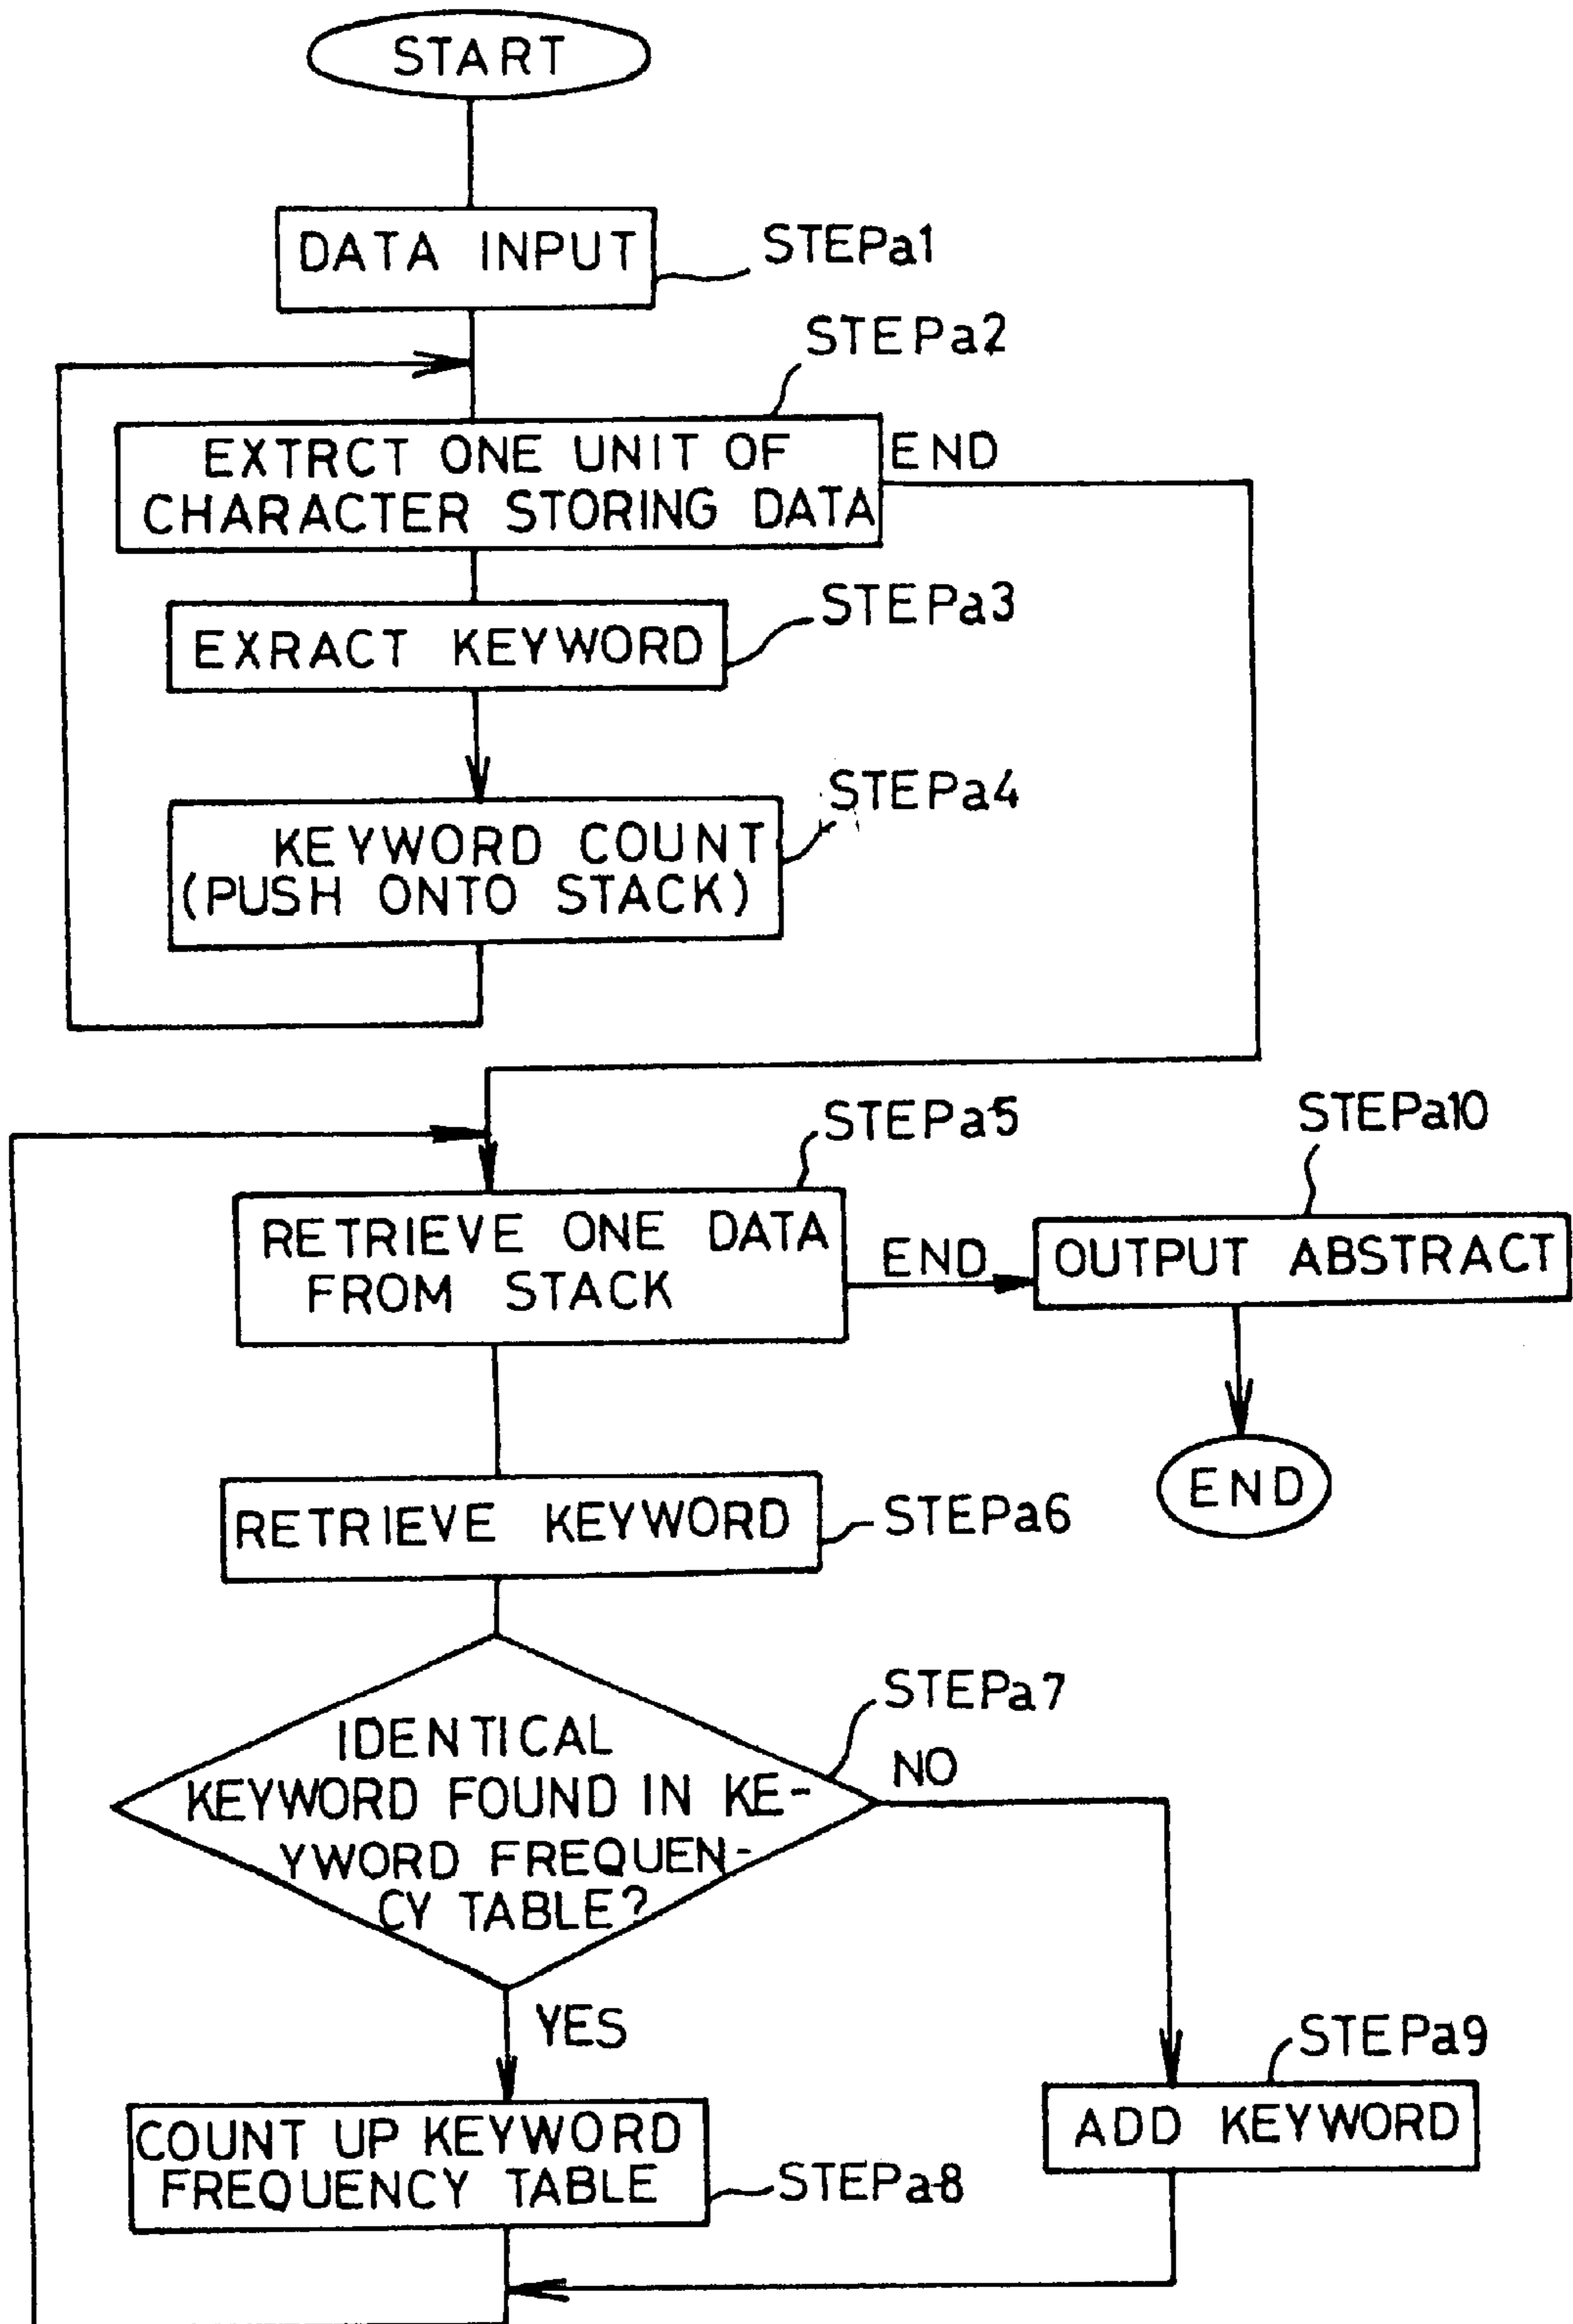 START
DATA INPUT
STEPa1
STEPa2
EXTRCT ONE UNIT OF
CHARACTER STORING DATA
END
STEPa3
EXRACT KEYWORD
STEPa4
KEYWORD COUNT
(PUSH ONTO STACK)
STEPa5
STEPa10
RETRIEVE ONE DATA
FROM STACK
END
OUTPUT ABSTRACT
END
RETRIEVE KEYWORD
STEPa6
STEPa7
IDENTICAL
KEYWORD FOUND IN KE-
YWORD FREQUEN-
CY TABLE?
NO
YES
STEPa9
COUNT UP KEYWORD
FREQUENCY TABLE
STEPa8
ADD KEYWORD